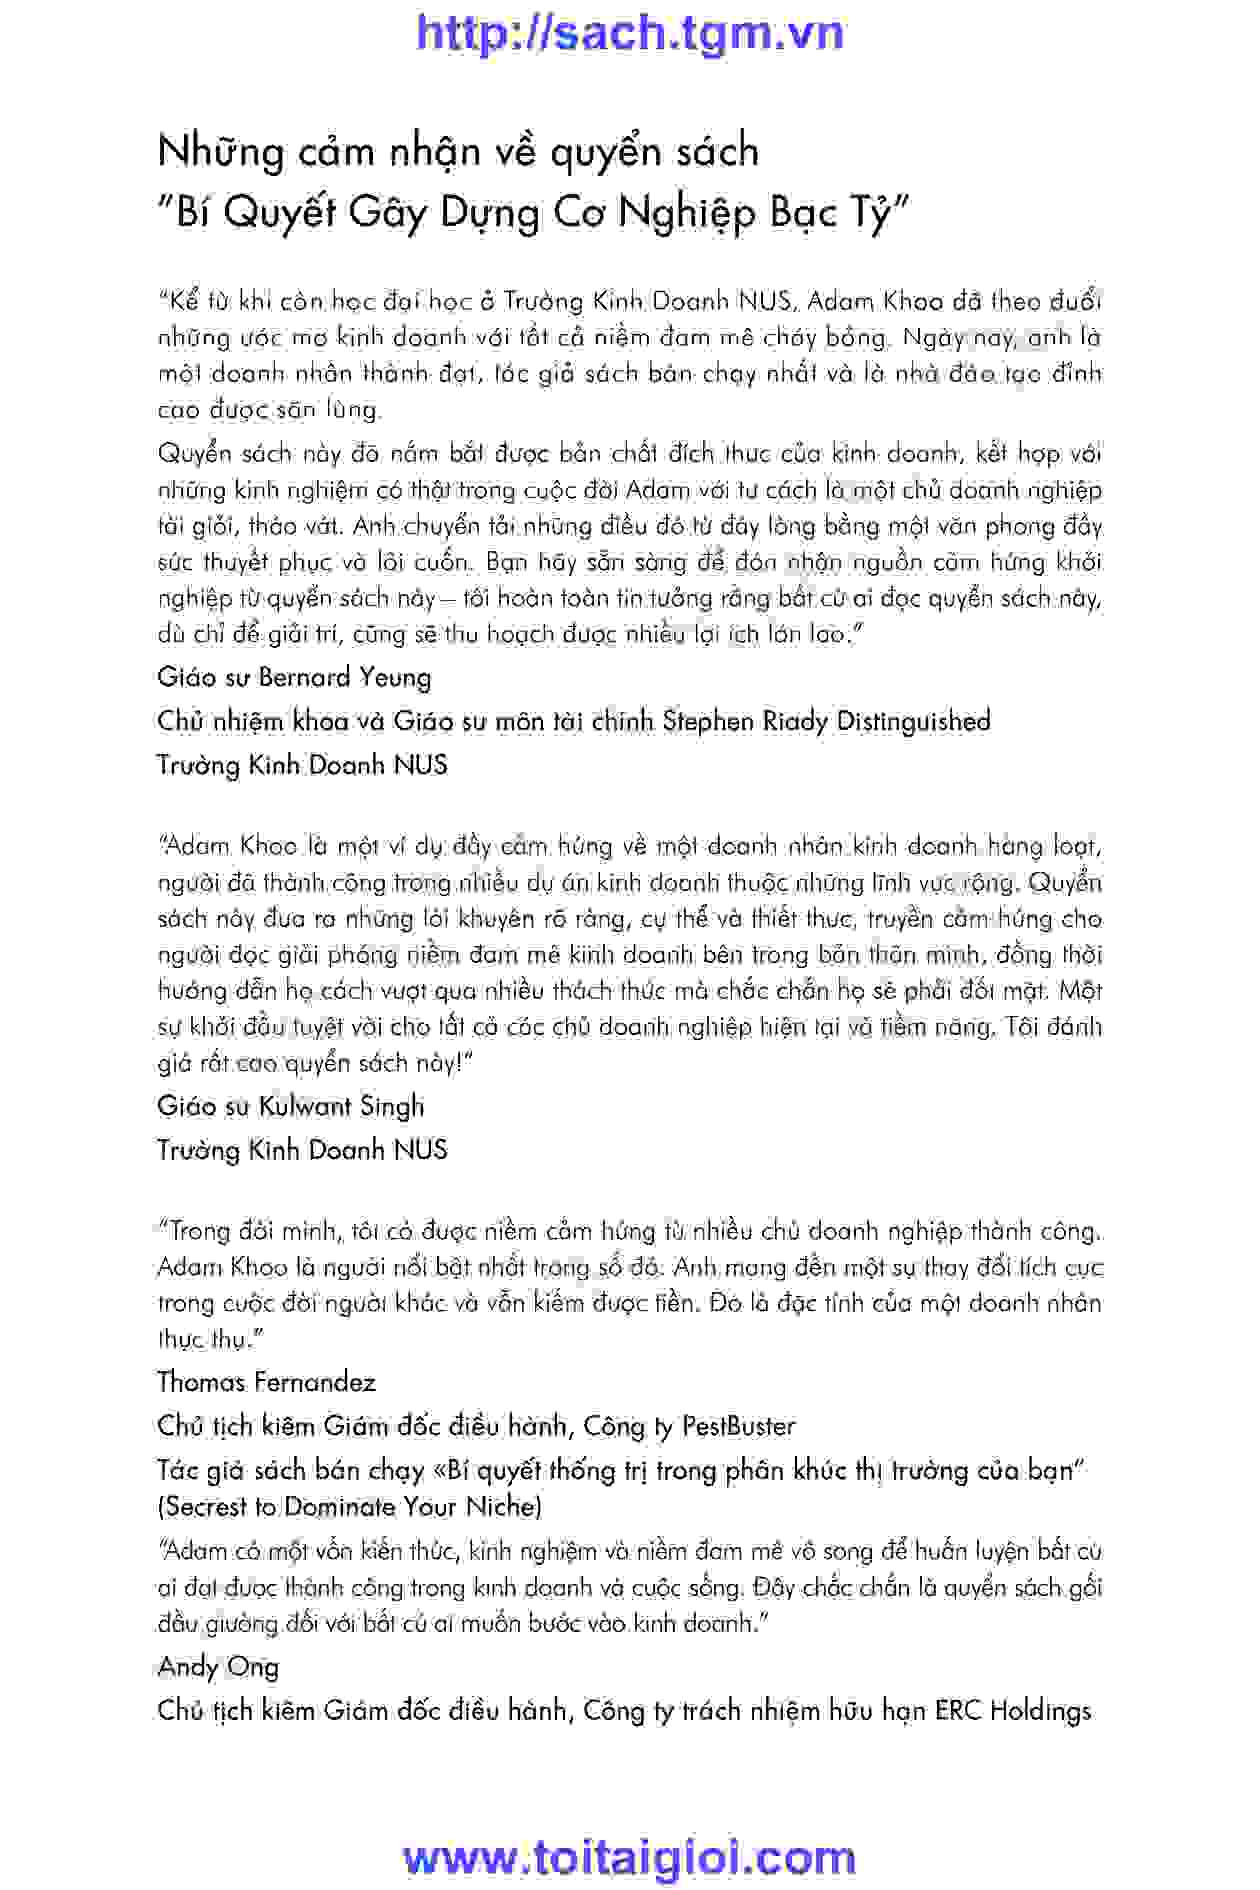 http://sach.tgm.vn
Những cảm nhận về quyển sách
"Bí Quyết Gây Dựng Cơ Nghiệp Bạc Tỷ"
"Kể từ khi còn học đại học ở Trường Kinh Doanh NUS, Adam Khoo đã theo đuổi
những ước mơ kinh doanh với tất cả niềm đam mê cháy bỏng. Ngày nay, anh là
một doanh nhân thành đạt, tác giả sách bán chạy nhất và là nhà đào tạo đỉnh
cao được săn lùng.
Quyển sách này đã nắm bắt được bản chất đích thực của kinh doanh, kết hợp với
những kinh nghiệm có thật trong cuộc đời Adam với tư cách là một chủ doanh nghiệp
tài giỏi, tháo vát. Anh chuyển tải những điều đó từ đáy lòng bằng một văn phong đầy
sức thuyết phục và lôi cuốn. Bạn hãy sẵn sàng để đón nhận nguồn cảm hứng khởi
nghiệp từ quyển sách này – tôi hoàn toàn tin tưởng rằng bất cứ ai đọc quyển sách này,
dù chỉ để giải trí, cũng sẽ thu hoạch được nhiều lợi ích lớn lao."
Giáo sư Bernard Yeung
Chủ nhiệm khoa và Giáo sư môn tài chính Stephen Riady Distinguished
Trường Kinh Doanh NUS
"Adam Khoo là một ví dụ đầy cảm hứng về một doanh nhân kinh doanh hàng loạt,
người đã thành công trong nhiều dự án kinh doanh thuộc những lĩnh vực rộng. Quyển
sách này đưa ra những lời khuyên rõ ràng, cụ thể và thiết thực, truyền cảm hứng cho
người đọc giải phóng niềm đam mê kinh doanh bên trong bản thân mình, đồng thời
hướng dẫn họ cách vượt qua nhiều thách thức mà chắc chắn họ sẽ phải đối mặt. Một
sự khởi đầu tuyệt vời cho tất cả các chủ doanh nghiệp hiện tại và tiềm năng. Tôi đánh
giá rất cao quyển sách này!"
Giáo sư Kulwant Singh
Trường Kinh Doanh NUS
"Trong đời mình, tôi có được niềm cảm hứng từ nhiều chủ doanh nghiệp thành công.
Adam Khoo là người nổi bật nhất trong số đó. Anh mang đến một sự thay đổi tích cực
trong cuộc đời người khác và vẫn kiếm được tiền. Đó là đặc tính của một doanh nhân
thực thụ."
Thomas Fernandez
Chủ tịch kiêm Giám đốc điều hành, Công ty PestBuster
Tác giả sách bán chạy «Bí quyết thống trị trong phân khúc thị trường của bạn"
(Secrest to Dominate Your Niche)
"Adam có một vốn kiến thức, kinh nghiệm và niềm đam mê vô song để huấn luyện bất cứ
ai đạt được thành công trong kinh doanh và cuộc sống. Đây chắc chắn là quyển sách gối
đầu giường đối với bất cứ ai muốn bước vào kinh doanh."
Andy Ong
Chủ tịch kiêm Giám đốc điều hành, Công ty trách nhiệm hữu hạn ERC Holdings
www.toitaigioi.com